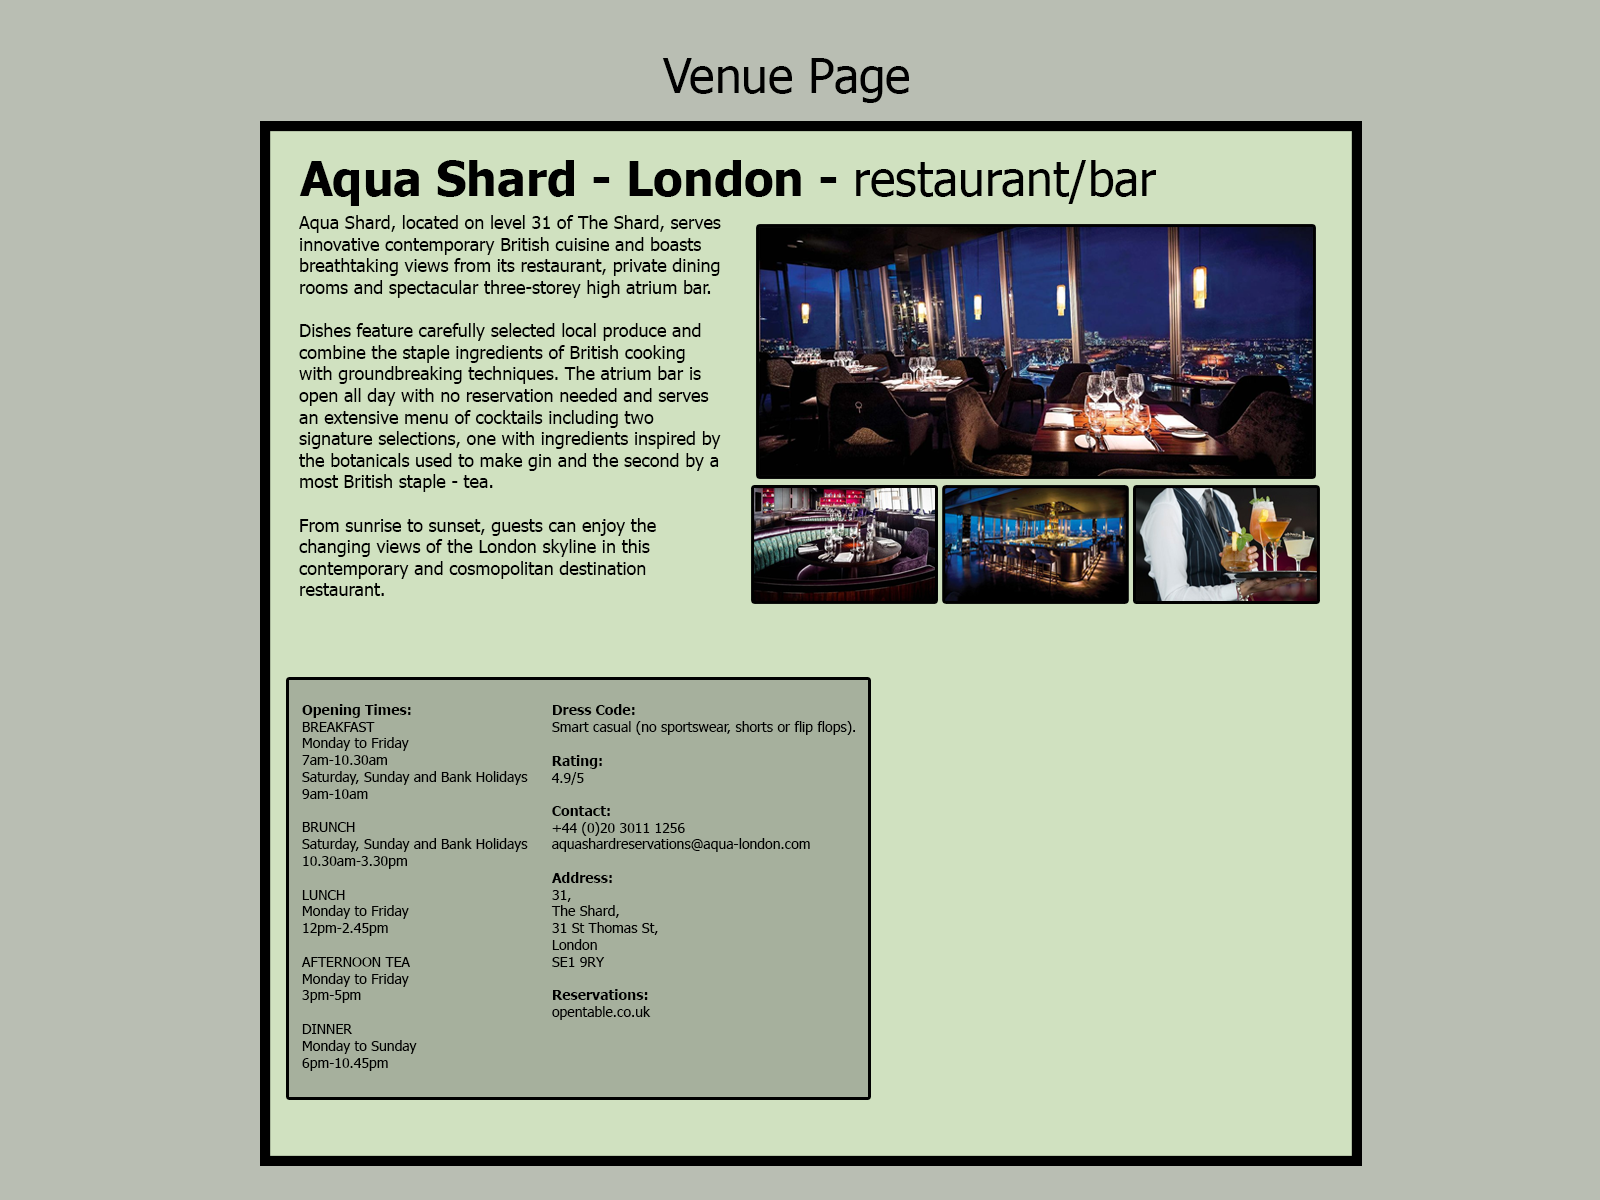 Venue Page
Aqua Shard - London - restaurant/bar
Aqua Shard, located on level 31 of The Shard, serves
innovative contemporary British cuisine and boasts
breathtaking views from its restaurant, private dining
rooms and spectacular three-storey high atrium bar.
Dishes feature carefully selected local produce and
combine the staple ingredients of British cooking
with groundbreaking techniques. The atrium bar is
open all day with no reservation needed and serves
an extensive menu of cocktails including two
signature selections, one with ingredients inspired by
the botanicals used to make gin and the second by a
most British staple - tea.
From sunrise to sunset, guests can enjoy the
changing views of the London skyline in this
contemporary and cosmopolitan destination
restaurant.
Opening Times:
BREAKFAST
Monday to Friday
7am-10.30am
Saturday, Sunday and Bank Holidays
9am-10am
BRUNCH
Saturday, Sunday and Bank Holidays
10.30am-3.30pm
LUNCH
Monday to Friday
12pm-2.45pm
AFTERNOON TEA
Monday to Friday
3pm-5pm
DINNER
Monday to Sunday
6pm-10.45pm
Dress Code:
Smart casual (no sportswear, shorts or flip flops).
Rating:
4.9/5
Contact:
+44 (0)20 3011 1256
aquashardreservations@aqua-london.com
Address:
31,
The Shard,
31 St Thomas St,
London
SE1 9RY
Reservations:
opentable.co.uk